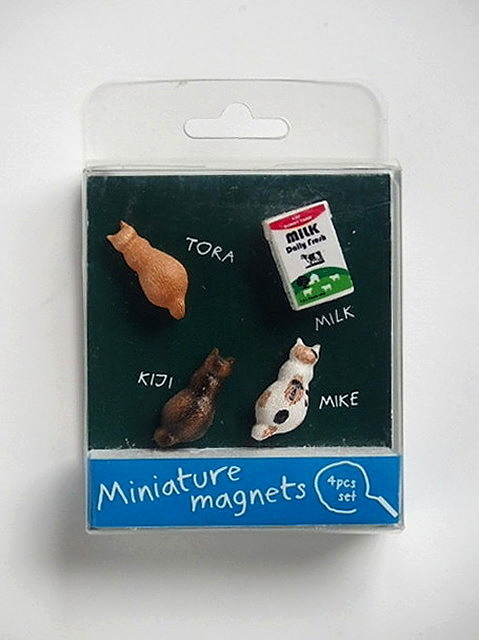 TORA
MILK
Daily Fresh
MILK
KIJI
MIKE
Miniature
magnets
4pcs
set